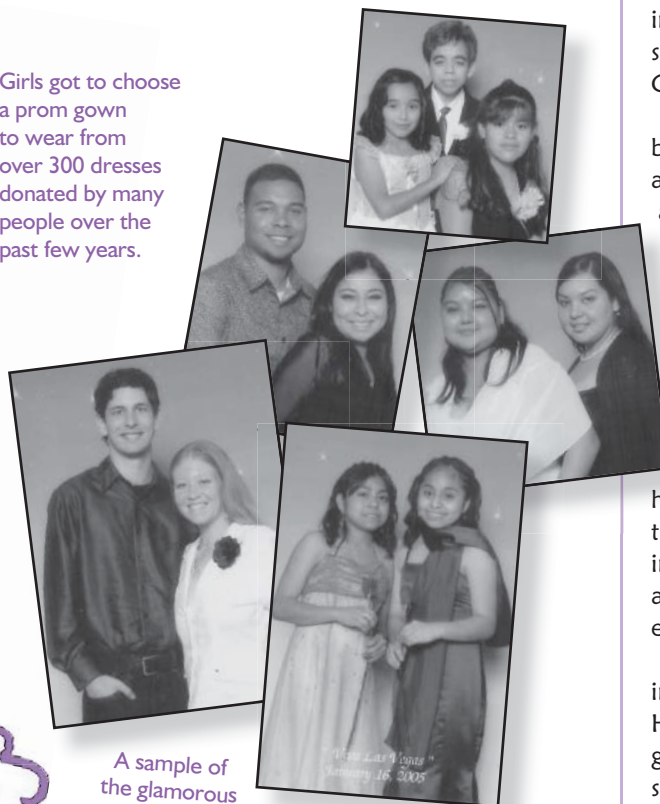 Girls got to choose
a prom gown
to wear from
over 300 dresses
donated by many
people over the
past few years.
" Viva Las Vegas "
January 16, 2005
A sample of
the glamorous